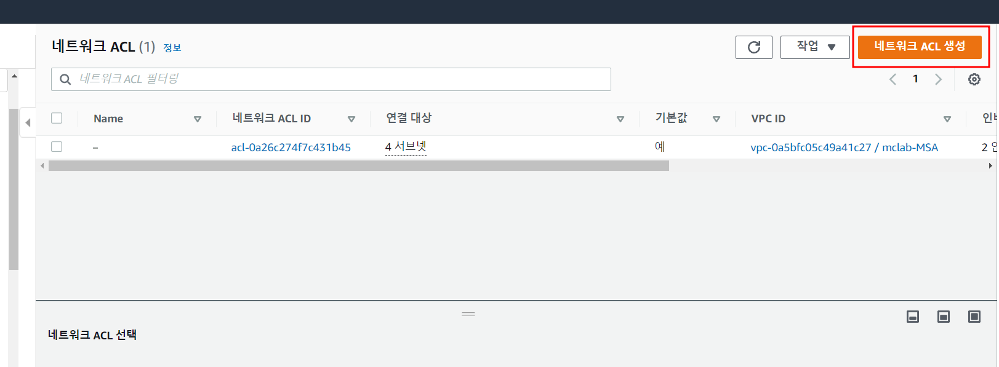 네트워크 ACL (1) 정보
작업
네트워크 ACL 생성
네트워크 ACL 필터링
1
Name 네트워크 ACL ID 연결 대상 기본값 VPC ID
– acl-0a26c274f7c431b45 4 서브넷 예 vpc-0a5bfc05c49a41c27 / mclab-MSA 2
네트워크 ACL 선택